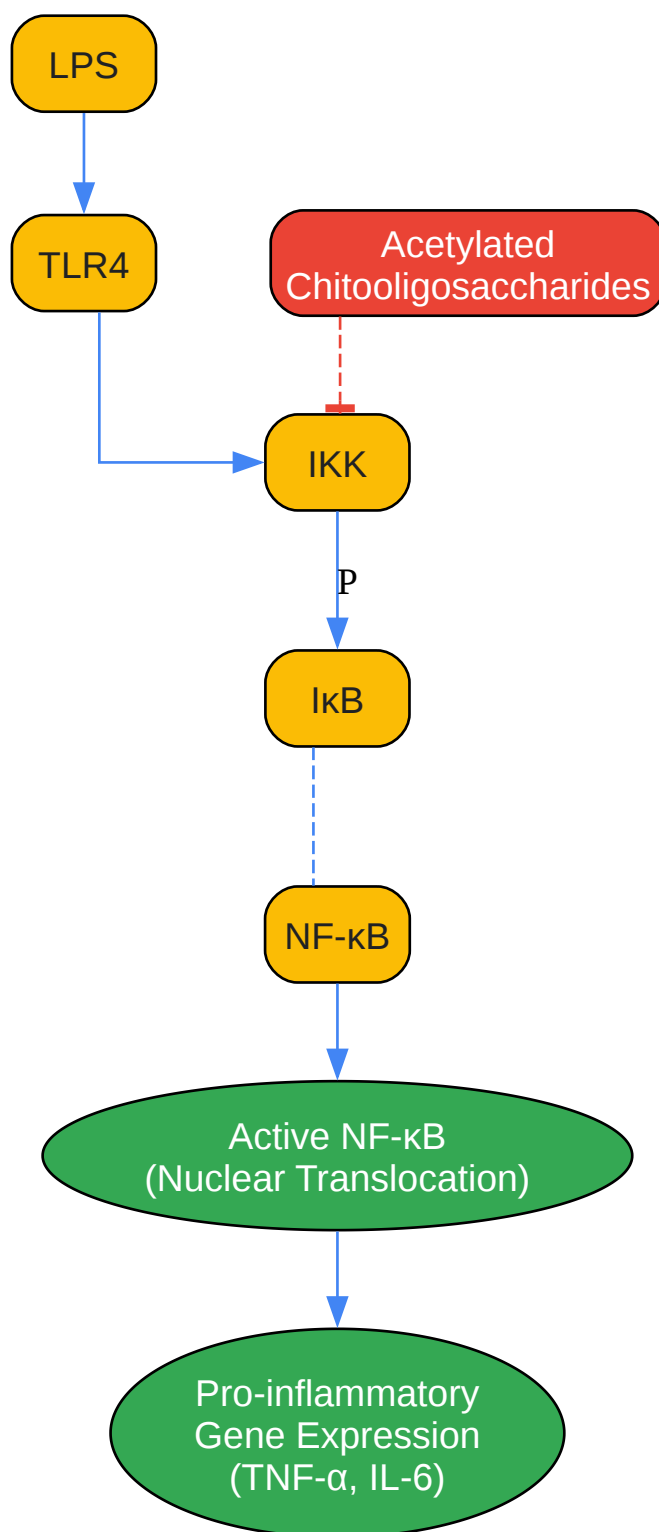 LPS
TLR4
Acetylated
Chitooligosaccharides
IKK
P
IκB
NF-κB
Active NF-κB
(Nuclear Translocation)
Pro-inflammatory
Gene Expression
(TNF-α, IL-6)